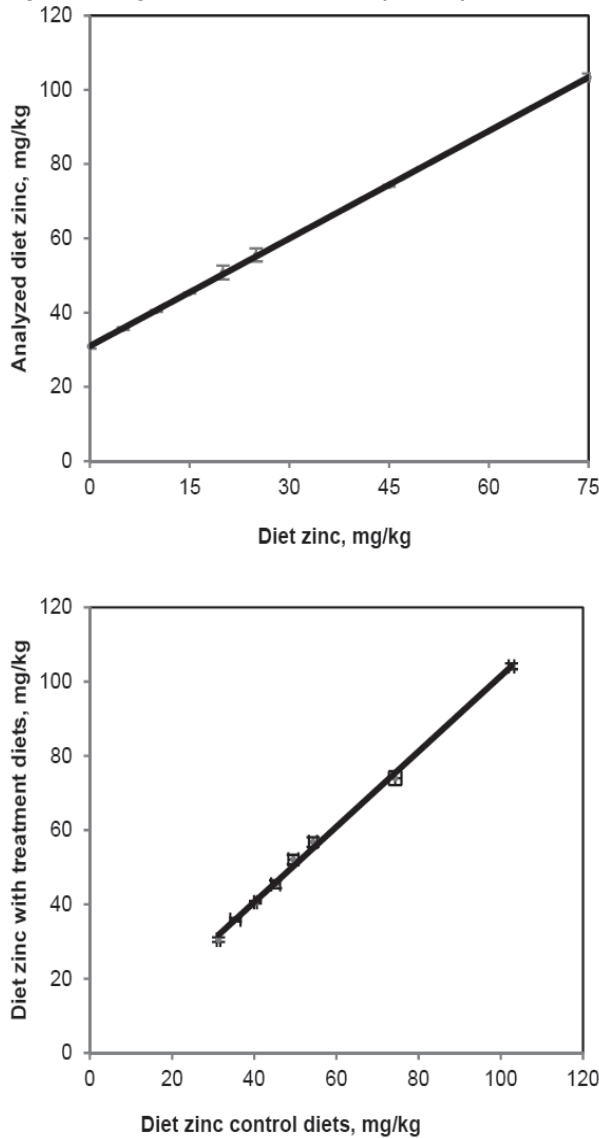 120
100
80
60
40
20
0
Analyzed diet zinc, mg/kg
0 15 30 45 60 75
Diet zinc, mg/kg
120
100
80
60
40
20
0
Diet zinc with treatment diets, mg/kg
0 20 40 60 80 100 120
Diet zinc control diets, mg/kg